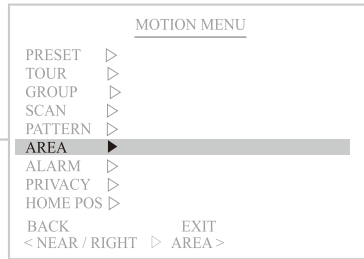 MOTION MENU
PRESET ▷
TOUR ▷
GROUP ▷
SCAN ▷
PATTERN ▷
AREA ▶
ALARM ▷
PRIVACY ▷
HOME POS ▷
BACK EXIT
< NEAR / RIGHT ▷ AREA >